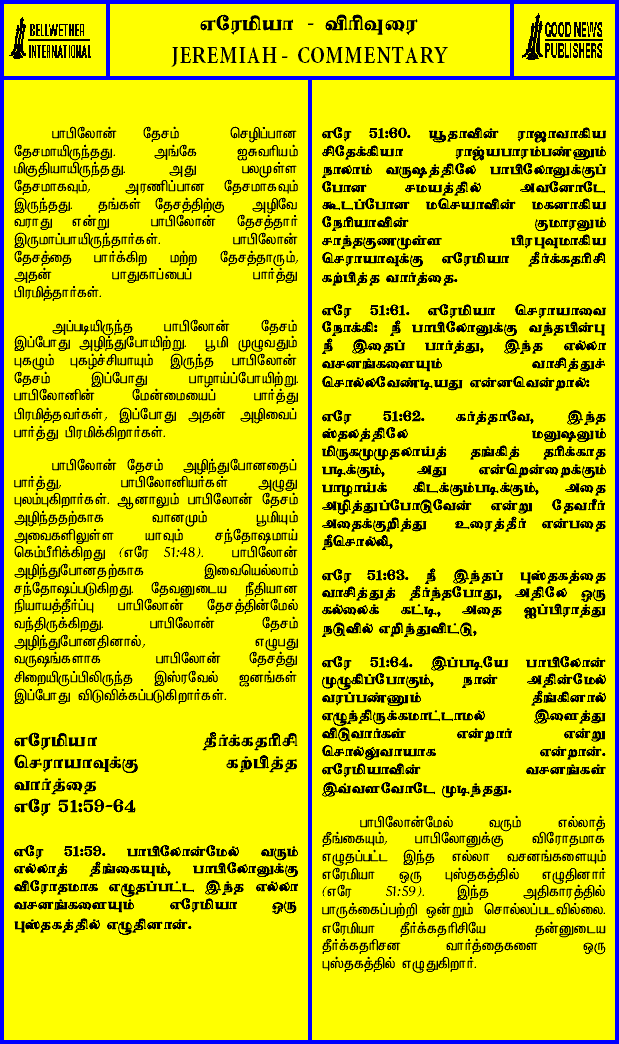 BELLWETHER
INTERNATIONAL
எரேமியா - விரிவுரை
JEREMIAH - COMMENTARY
GOOD NEWS
PUBLISHERS
பாபிலோன் தேசம் செழிப்பான
தேசமாயிருந்தது. அங்கே ஐசுவரியம்
மிகுதியாயிருந்தது. அது பலமுள்ள
தேசமாகவும், அரணிப்பான தேசமாகவும்
இருந்தது. தங்கள் தேசத்திற்கு அழிவே
வராது என்று பாபிலோன் தேசத்தார்
இருமாப்பாயிருந்தார்கள். பாபிலோன்
தேசத்தை பார்க்கிற மற்ற தேசத்தாரும்,
அதன் பாதுகாப்பைப் பார்த்து
பிரமித்தார்கள்.
அப்படியிருந்த பாபிலோன் தேசம்
இப்போது அழிந்துபோயிற்று. பூமி முழுவதும்
புகழும் புகழ்ச்சியாயும் இருந்த பாபிலோன்
தேசம் இப்போது பாழாய்ப்போயிற்று.
பாபிலோனின் மேன்மையைப் பார்த்து
பிரமித்தவர்கள், இப்போது அதன் அழிவைப்
பார்த்து பிரமிக்கிறார்கள்.
பாபிலோன் தேசம் அழிந்துபோனதைப்
பார்த்து, பாபிலோனியர்கள் அழுது
புலம்புகிறார்கள். ஆனாலும் பாபிலோன் தேசம்
அழிந்ததற்காக வானமும் பூமியும்
அவைகளிலுள்ள யாவும் சந்தோஷமாய்
கெம்பீரிக்கிறது (எரே 51:48). பாபிலோன்
அழிந்துபோனதற்காக இவையெல்லாம்
சந்தோஷப்படுகிறது. தேவனுடைய நீதியான
நியாயத்தீர்ப்பு பாபிலோன் தேசத்தின்மேல்
வந்திருக்கிறது. பாபிலோன் தேசம்
அழிந்துபோனதினால், எழுபது
வருஷங்களாக பாபிலோன் தேசத்து
சிறையிருப்பிலிருந்த இஸ்ரவேல் ஜனங்கள்
இப்போது விடுவிக்கப்படுகிறார்கள்.
எரேமியா தீர்க்கதரிசி
செராயாவுக்கு கற்பித்த
வார்த்தை
எரே 51:59-64
எரே 51:59. பாபிலோன்மேல் வரும்
எல்லாத் தீங்கையும், பாபிலோனுக்கு
விரோதமாக எழுதப்பட்ட இந்த எல்லா
வசனங்களையும் எரேமியா ஒரு
புஸ்தகத்தில் எழுதினான்.
எரே 51:60. யூதாவின் ராஜாவாகிய
சிதேக்கியா ராஜ்யபாரம்பண்ணும்
நாலாம் வருஷத்திலே பாபிலோனுக்குப்
போன சமயத்தில் அவனோடே
கூடப்போன மசெயாவின் மகனாகிய
நேரியாவின் குமாரனும்
சாந்தகுணமுள்ள பிரபுவுமாகிய
செராயாவுக்கு எரேமியா தீர்க்கதரிசி
கற்பித்த வார்த்தை.
எரே 51:61. எரேமியா செராயாவை
நோக்கி: நீ பாபிலோனுக்கு வந்தபின்பு
நீ இதைப் பார்த்து, இந்த எல்லா
வசனங்களையும் வாசித்துச்
சொல்லவேண்டியது என்னவென்றால்:
எரே 51:62. கர்த்தாவே, இந்த
ஸ்தலத்திலே மனுஷனும்
மிருகமுமுதலாய்த் தங்கித் தரிக்காத
படிக்கும், அது என்றென்றைக்கும்
பாழாய்க் கிடக்கும்படிக்கும், அதை
அழித்துப்போடுவேன் என்று தேவரீர்
அதைக்குறித்து உரைத்தீர் என்பதை
நீசொல்லி,
எரே 51:63. நீ இந்தப் புஸ்தகத்தை
வாசித்துத் தீர்ந்தபோது, அதிலே ஒரு
கல்லைக் கட்டி, அதை ஐப்பிராத்து
நடுவில் எறிந்துவிட்டு,
எரே 51:64. இப்படியே பாபிலோன்
முழுகிப்போகும், நான் அதின்மேல்
வரப்பண்ணும் தீங்கினால்
எழுந்திருக்கமாட்டாமல் இளைத்து
விடுவார்கள் என்றார் என்று
சொல்லுவாயாக என்றான்.
எரேமியாவின் வசனங்கள்
இவ்வளவோடே முடிந்தது.
பாபிலோன்மேல் வரும் எல்லாத்
தீங்கையும், பாபிலோனுக்கு விரோதமாக
எழுதப்பட்ட இந்த எல்லா வசனங்களையும்
எரேமியா ஒரு புஸ்தகத்தில் எழுதினார்
(எரே 51:59). இந்த அதிகாரத்தில்
பாருக்கைப்பற்றி ஒன்றும் சொல்லப்படவில்லை.
எரேமியா தீர்க்கதரிசியே தன்னுடைய
தீர்க்கதரிசன வார்த்தைகளை ஒரு
புஸ்தகத்தில் எழுதுகிறார்.